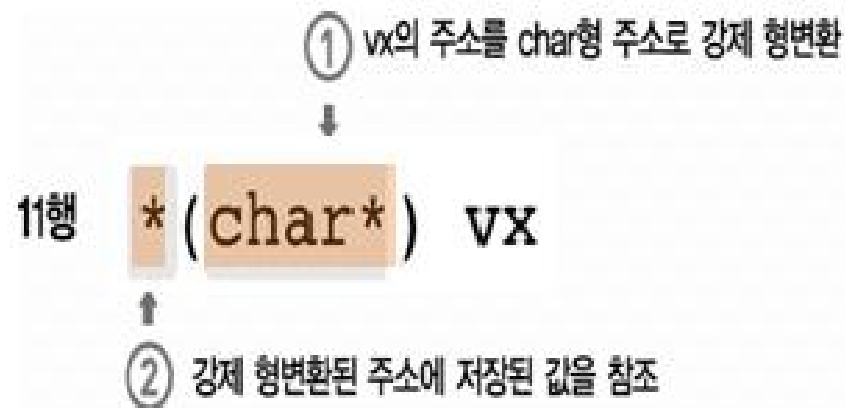 ① vx의 주소를 char형 주소로 강제 형변환
11행 *(char*) vx
② 강제 형변환된 주소에 저장된 값을 참조